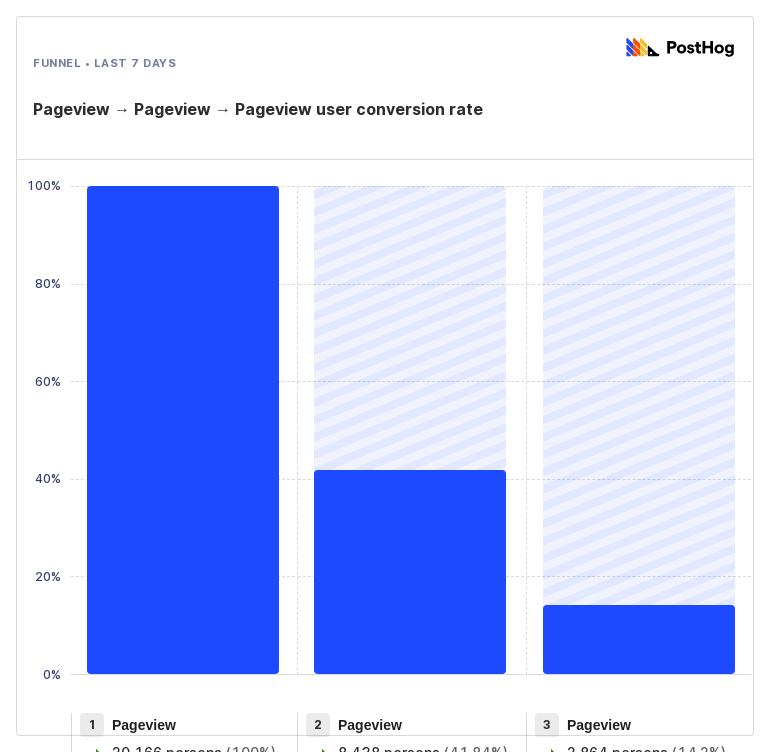 PostHog
FUNNEL • LAST 7 DAYS
Pageview → Pageview → Pageview user conversion rate
100%
80%
60%
40%
20%
0%
1 Pageview
2 Pageview
3 Pageview
20,166 persons (100%)
8,438 persons (41.84%)
2,864 persons (14.2%)